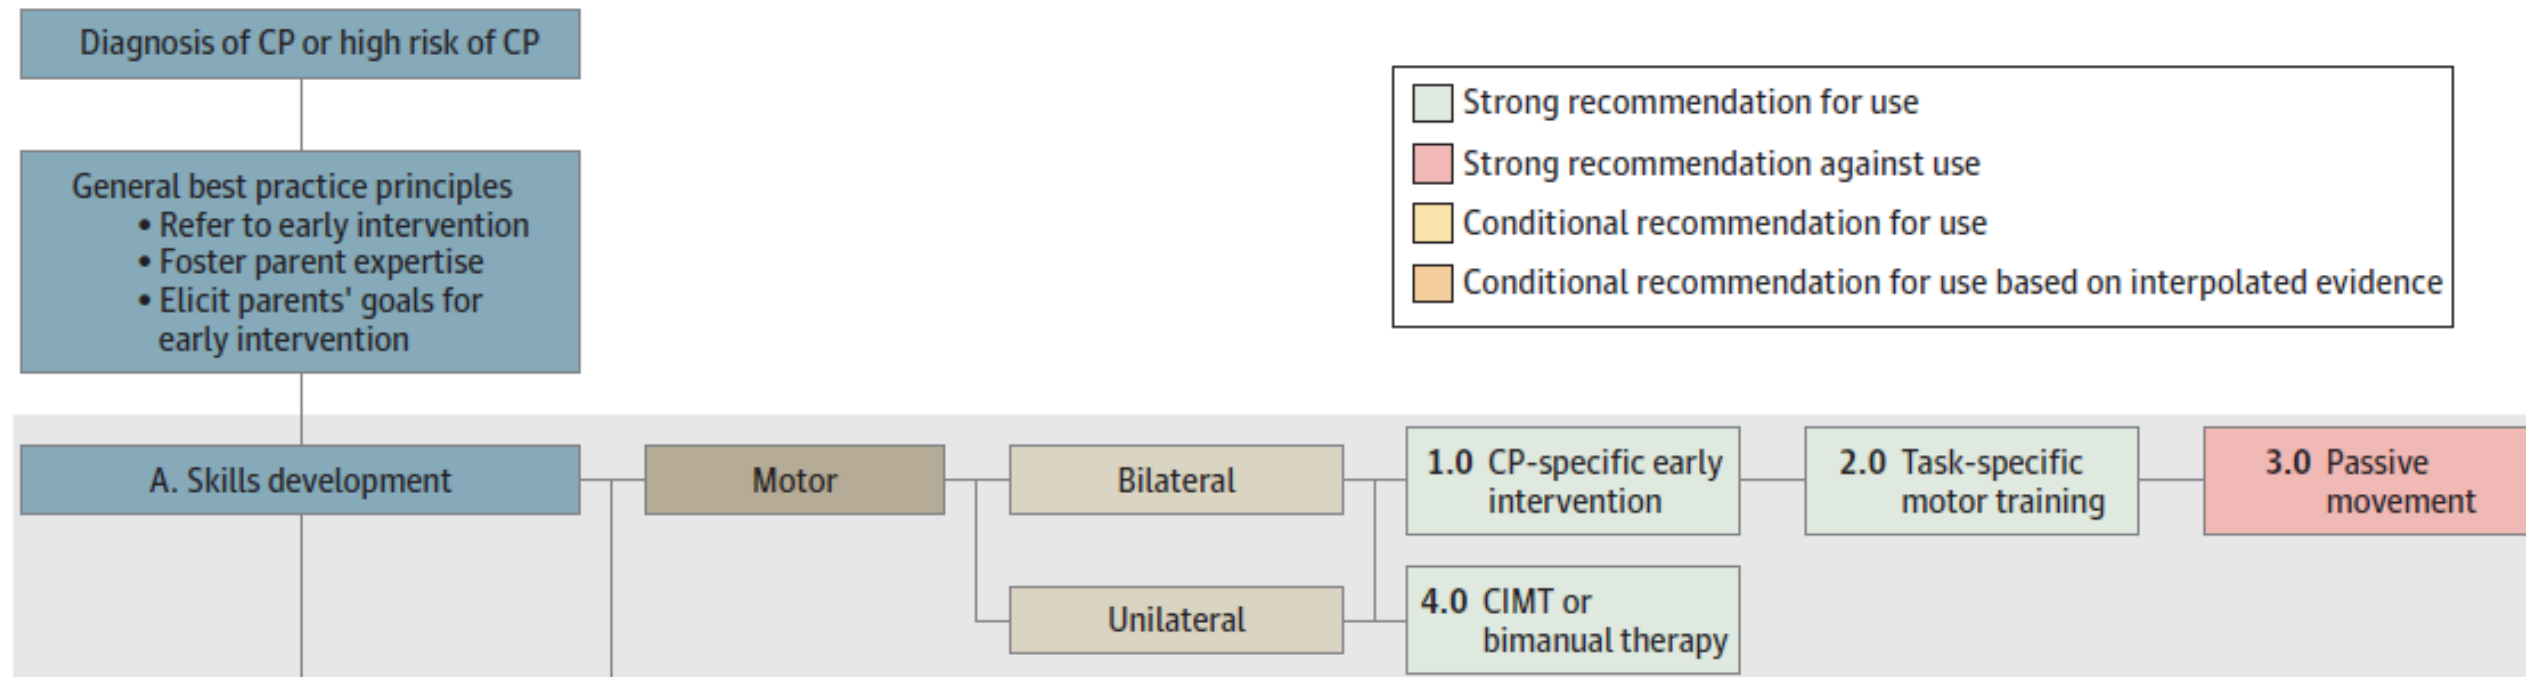 Diagnosis of CP or high risk of CP
General best practice principles
• Refer to early intervention
• Foster parent expertise
• Elicit parents' goals for
early intervention
Strong recommendation for use
Strong recommendation against use
Conditional recommendation for use
Conditional recommendation for use based on interpolated evidence
A. Skills development
Motor
Bilateral
1.0 CP-specific early
intervention
2.0 Task-specific
motor training
3.0 Passive
movement
Unilateral
4.0 CIMT or
bimanual therapy